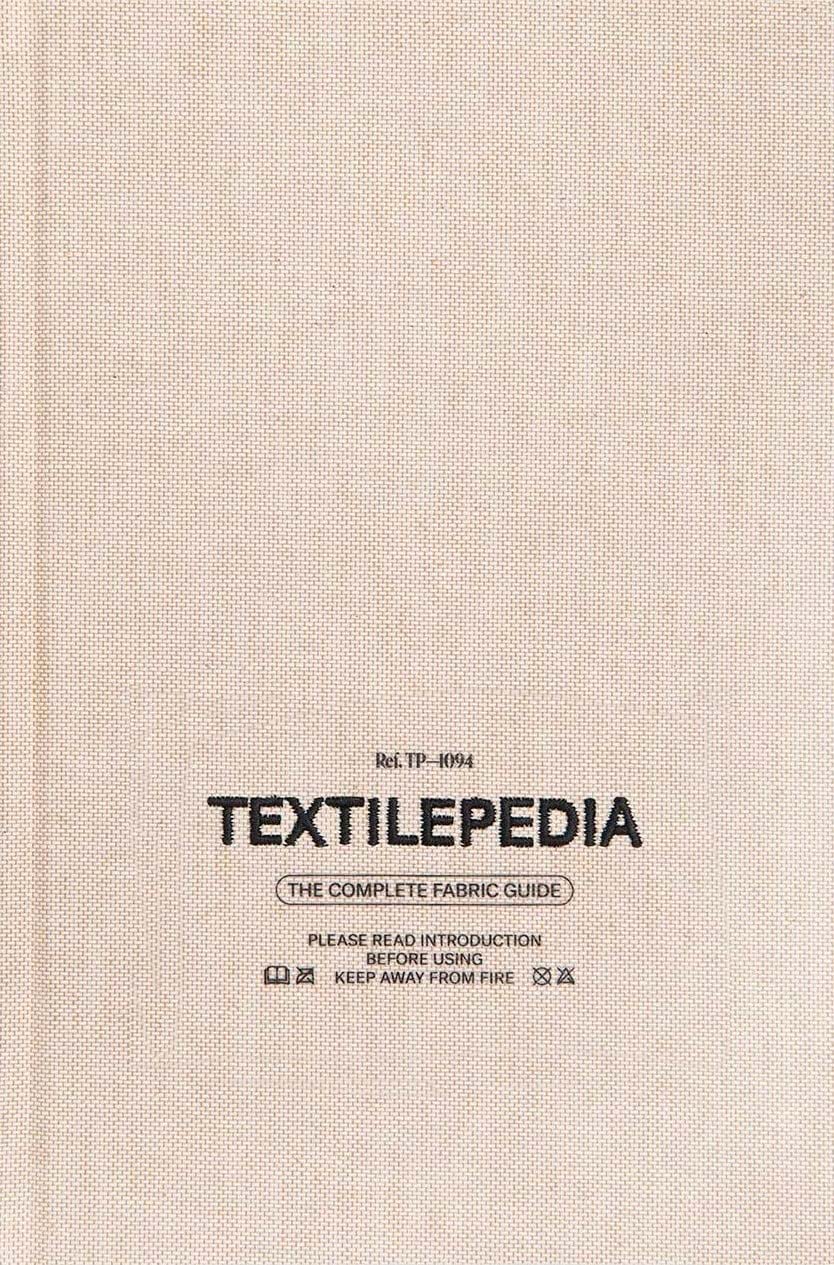 Ref. TP—1094
TEXTILEPEDIA
THE COMPLETE FABRIC GUIDE
PLEASE READ INTRODUCTION
BEFORE USING
KEEP AWAY FROM FIRE